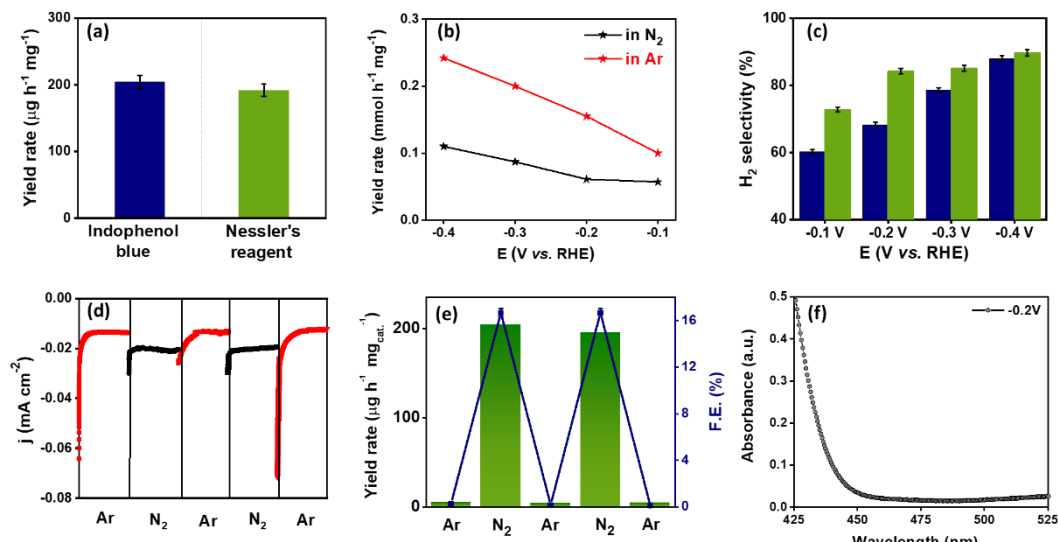 (a)
Yield rate (μg h⁻¹ mg⁻¹)
300
200
100
0
Indophenol
blue
Nessler's
reagent
(b)
in N₂
in Ar
Yield rate (mmol h⁻¹ mg⁻¹)
0.3
0.2
0.1
0.0
-0.4 -0.3 -0.2 -0.1
E (V vs. RHE)
(c)
H₂ selectivity
(%)
100
80
60
40
-0.1 V -0.2 V -0.3 V -0.4 V
E (V vs. RHE)
(d)
j (mA cm⁻²)
0.00
-0.02
-0.04
-0.06
-0.08
Ar N₂ Ar N₂ Ar
(e)
Yield rate (μg h⁻¹ mg cat.⁻¹)
200
100
0
Ar N₂ Ar N₂ Ar
F.E. (%)
16
12
8
4
0
(f)
-0.2V
Absorbance (a.u.)
0.5
0.4
0.3
0.2
0.1
0.0
425 450 475 500 525
Wavelength (nm)